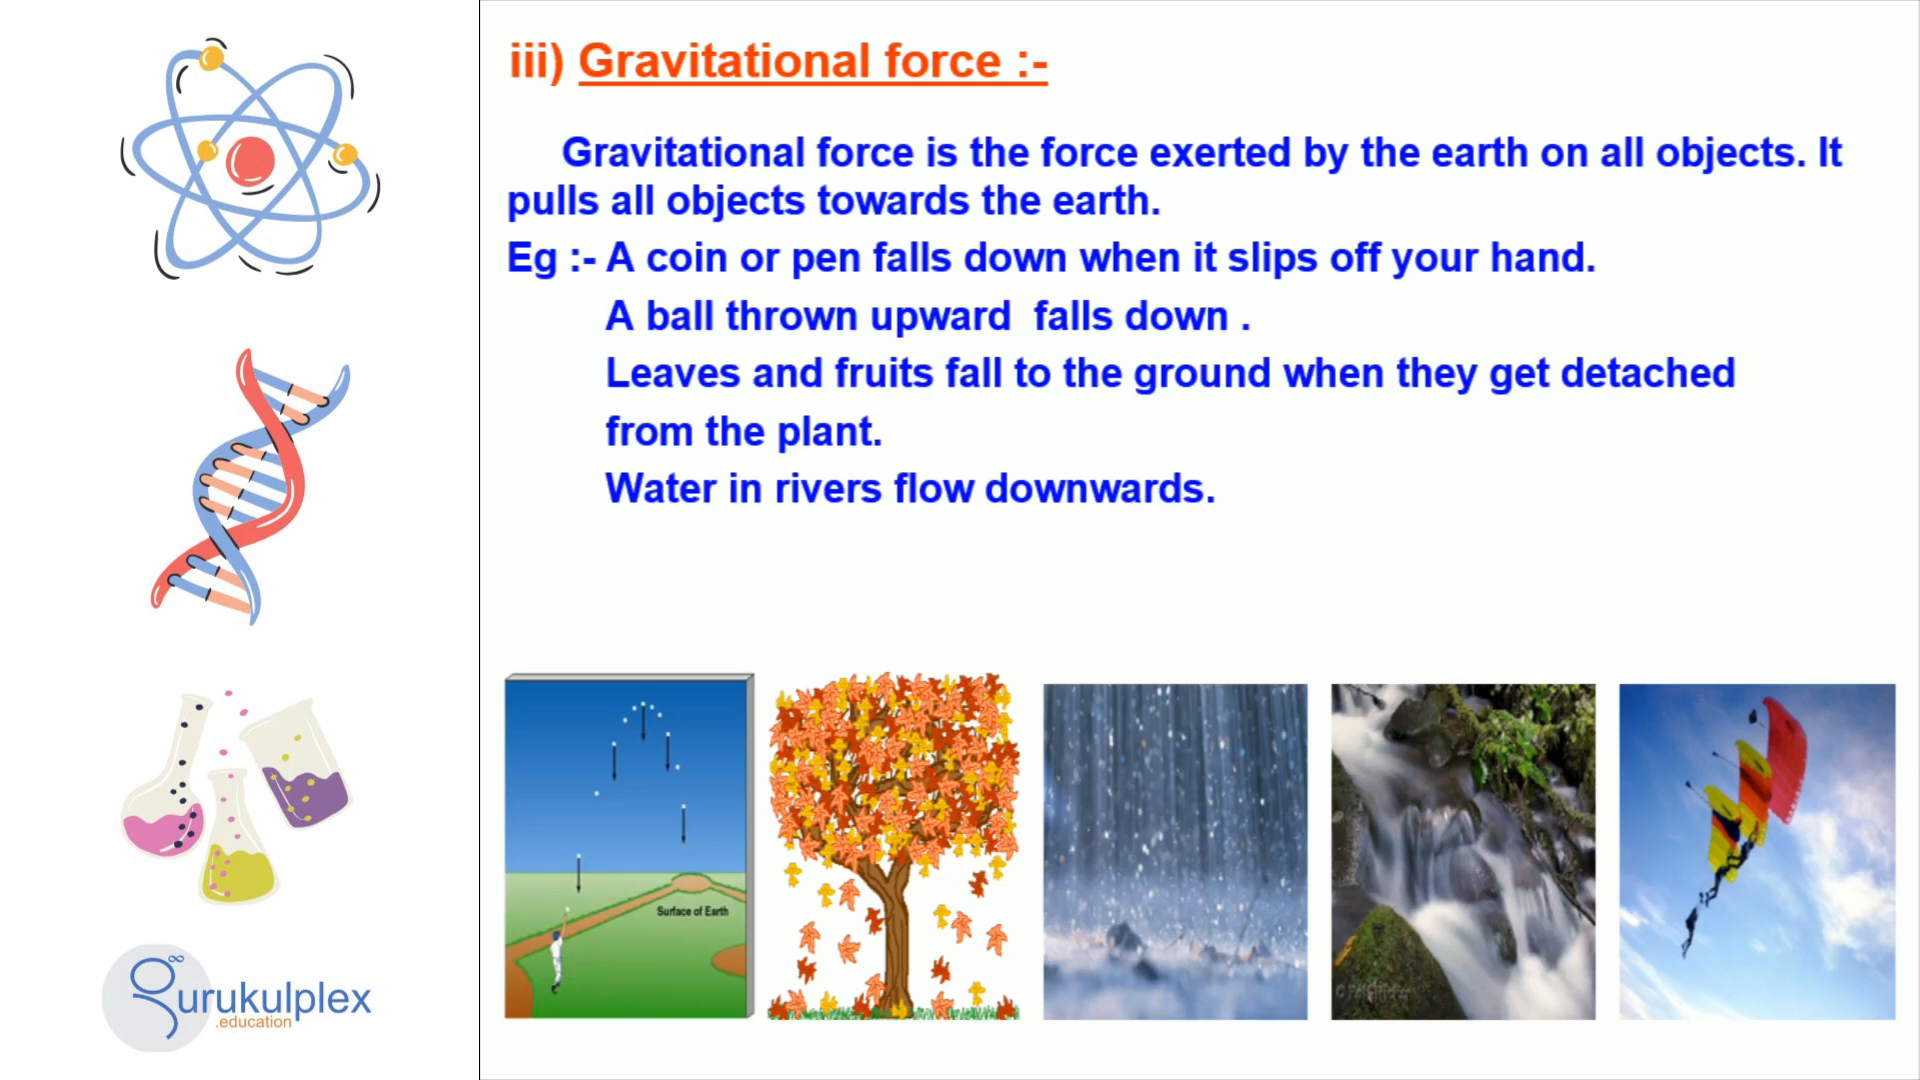 iii) Gravitational force :-
Gravitational force is the force exerted by the earth on all objects. It
pulls all objects towards the earth.
Eg :- A coin or pen falls down when it slips off your hand.
A ball thrown upward falls down .
Leaves and fruits fall to the ground when they get detached
from the plant.
Water in rivers flow downwards.
Surface of Earth
gurukulplex
.education